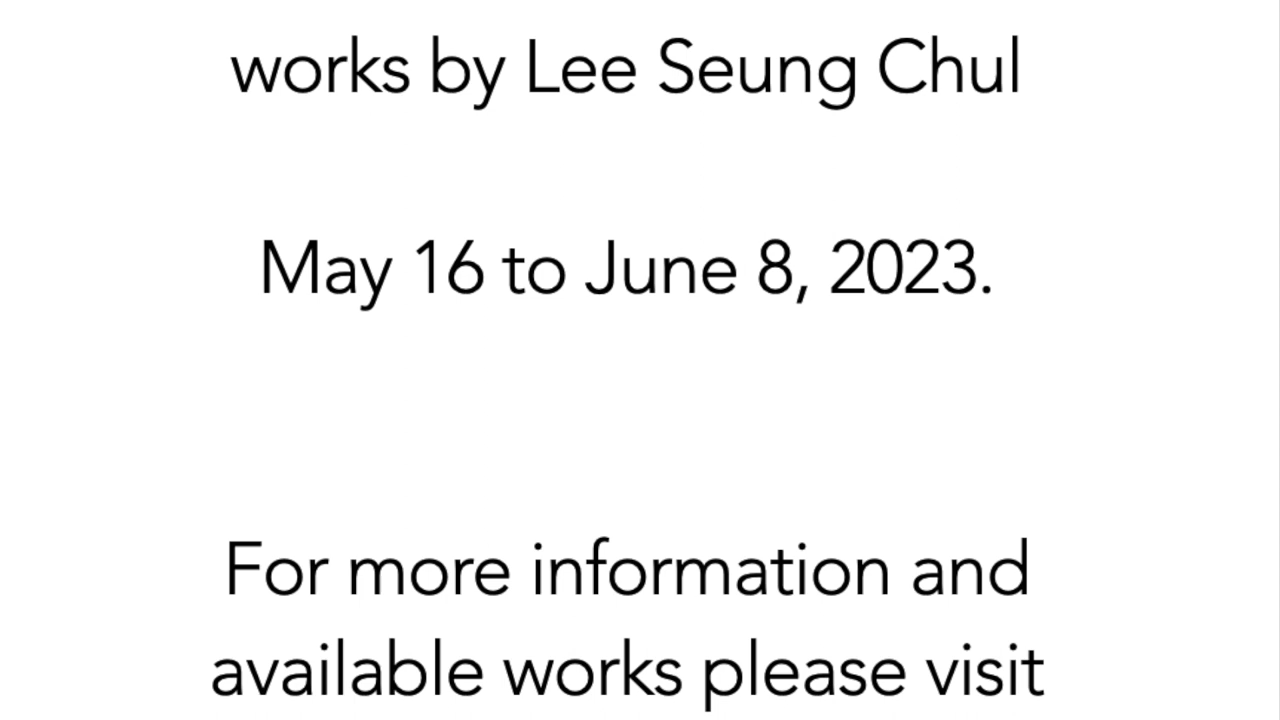 works by Lee Seung Chul
May 16 to June 8, 2023.
For more information and
available works please visit